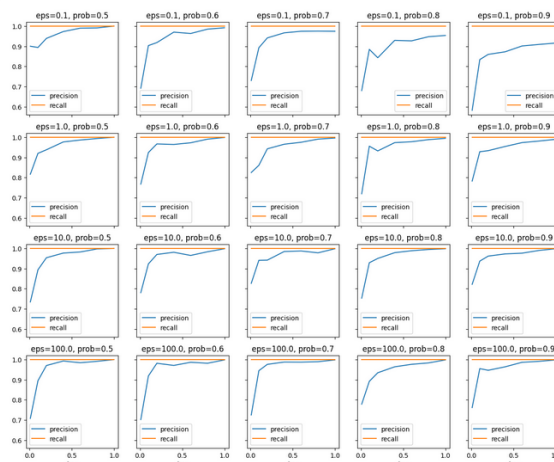 eps=0.1, prob=0.5 eps=0.1, prob=0.6 eps=0.1, prob=0.7 eps=0.1, prob=0.8 eps=0.1, prob=0.9
1.0
0.9
0.8
0.7
0.6
precision precision precision precision precision
recall recall recall recall recall
eps=1.0, prob=0.5 eps=1.0, prob=0.6 eps=1.0, prob=0.7 eps=1.0, prob=0.8 eps=1.0, prob=0.9
1.0
0.9
0.8
0.7
0.6
precision precision precision precision precision
recall recall recall recall recall
eps=10.0, prob=0.5 eps=10.0, prob=0.6 eps=10.0, prob=0.7 eps=10.0, prob=0.8 eps=10.0, prob=0.9
1.0
0.9
0.8
0.7
0.6
precision precision precision precision precision
recall recall recall recall recall
eps=100.0, prob=0.5 eps=100.0, prob=0.6 eps=100.0, prob=0.7 eps=100.0, prob=0.8 eps=100.0, prob=0.9
1.0
0.9
0.8
0.7
0.6
precision precision precision precision precision
recall recall recall recall recall
0.0 0.5 1.0 0.0 0.5 1.0 0.0 0.5 1.0 0.0 0.5 1.0 0.0 0.5 1.0